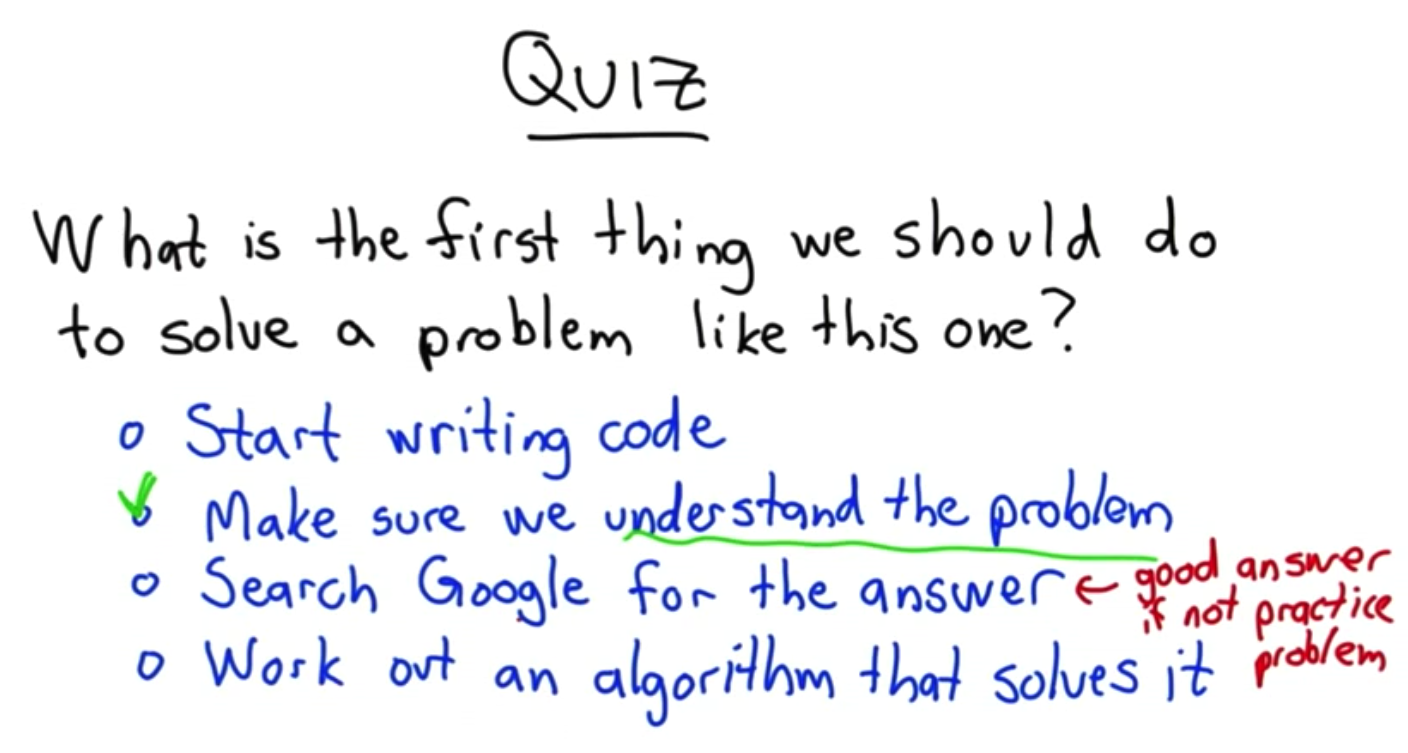 QUIZ
What is the first thing we should do
to solve a problem like this one?
o Start writing code
✓o Make sure we understand the problem
o Search Google for the answer ← good answer
if not practice
problem
o Work out an algorithm that solves it